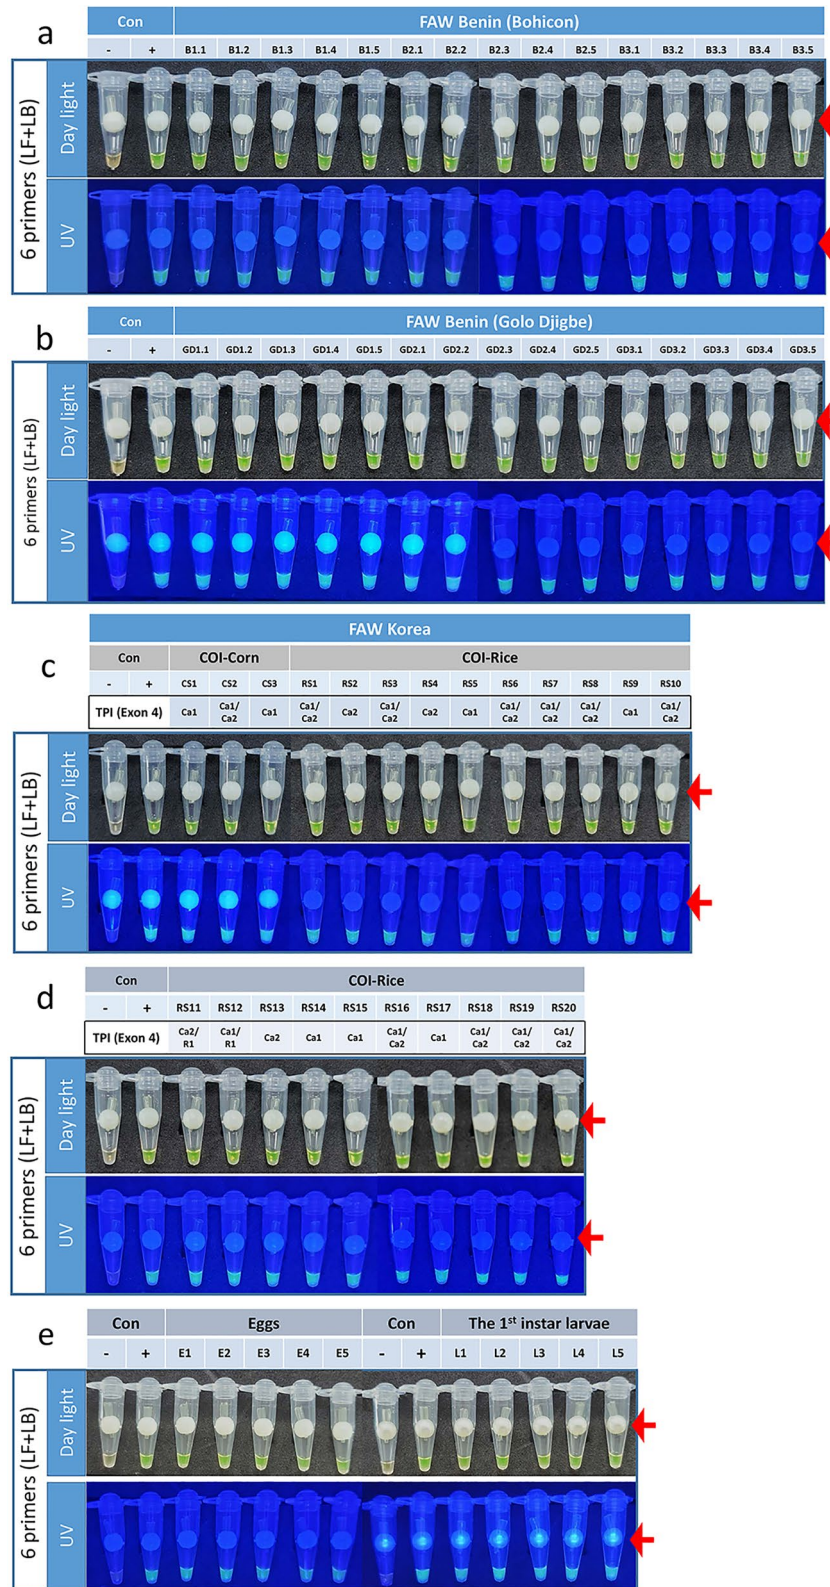 a
Con FAW Benin (Bohicon)
- + B1.1 B1.2 B1.3 B1.4 B1.5 B2.1 B2.2 B2.3 B2.4 B2.5 B3.1 B3.2 B3.3 B3.4 B3.5
6 primers (LF+LB)
Day light
UV
b
Con FAW Benin (Golo Djigbe)
- + GD1.1 GD1.2 GD1.3 GD1.4 GD1.5 GD2.1 GD2.2 GD2.3 GD2.4 GD2.5 GD3.1 GD3.2 GD3.3 GD3.4 GD3.5
6 primers (LF+LB)
Day light
UV
FAW Korea
c
Con COI-Corn COI-Rice
- + CS1 CS2 CS3 RS1 RS2 RS3 RS4 RS5 RS6 RS7 RS8 RS9 RS10
TPI (Exon 4) Ca1 Ca1/Ca2 Ca1 Ca1/Ca2 Ca2 Ca1/Ca2 Ca2 Ca1 Ca1/Ca2 Ca1/Ca2 Ca1/Ca2 Ca1 Ca1/Ca2
6 primers (LF+LB)
Day light
UV
d
Con COI-Rice
- + RS11 RS12 RS13 RS14 RS15 RS16 RS17 RS18 RS19 RS20
TPI (Exon 4) Ca2/R1 Ca1/R1 Ca2 Ca1 Ca1 Ca1/Ca2 Ca1 Ca1/Ca2 Ca1/Ca2 Ca1/Ca2
6 primers (LF+LB)
Day light
UV
e
Con Eggs Con The 1st instar larvae
- + E1 E2 E3 E4 E5 - + L1 L2 L3 L4 L5
6 primers (LF+LB)
Day light
UV